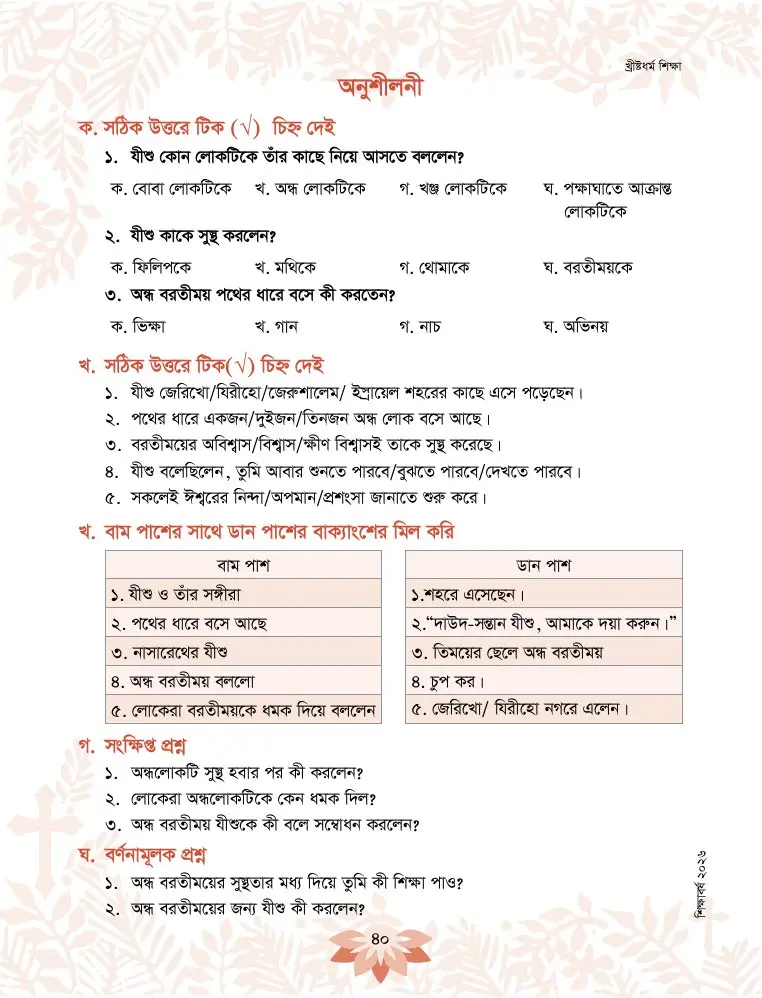 খ্রীষ্টধর্ম শিক্ষা
অনুশীলনী
ক. সঠিক উত্তরে টিক (√) চিহ্ন দেই
১. যীশু কোন লোকটিকে তাঁর কাছে নিয়ে আসতে বললেন?
ক. বোবা লোকটিকে খ. অন্ধ লোকটিকে গ. খঞ্জ লোকটিকে ঘ. পক্ষাঘাতে আক্রান্ত
লোকটিকে
২. যীশু কাকে সুস্থ করলেন?
ক. ফিলিপকে খ. মথিকে গ. থোমাকে ঘ. বরতীময়কে
৩. অন্ধ বরতীময় পথের ধারে বসে কী করতেন?
ক. ভিক্ষা খ. গান গ. নাচ ঘ. অভিনয়
খ. সঠিক উত্তরে টিক(√) চিহ্ন দেই
১. যীশু জেরিখো/যিরীহো/জেরুশালেম/ ইস্রায়েল শহরের কাছে এসে পড়েছেন।
২. পথের ধারে একজন/দুইজন/তিনজন অন্ধ লোক বসে আছে।
৩. বরতীময়ের অবিশ্বাস/বিশ্বাস/ক্ষীণ বিশ্বাসই তাকে সুস্থ করেছে।
৪. যীশু বলেছিলেন, তুমি আবার শুনতে পারবে/বুঝতে পারবে/দেখতে পারবে।
৫. সকলেই ঈশ্বরের নিন্দা/অপমান/প্রশংসা জানাতে শুরু করে।
খ. বাম পাশের সাথে ডান পাশের বাক্যাংশের মিল করি
বাম পাশ ডান পাশ
১. যীশু ও তাঁর সঙ্গীরা ১.শহরে এসেছেন।
২. পথের ধারে বসে আছে ২.“দাউদ-সন্তান যীশু, আমাকে দয়া করুন।”
৩. নাসারেথের যীশু ৩. তিময়ের ছেলে অন্ধ বরতীময়
৪. অন্ধ বরতীময় বললো ৪. চুপ কর।
৫. লোকেরা বরতীময়কে ধমক দিয়ে বললেন ৫. জেরিখো/ যিরীহো নগরে এলেন।
গ. সংক্ষিপ্ত প্রশ্ন
১. অন্ধলোকটি সুস্থ হবার পর কী করলেন?
২. লোকেরা অন্ধলোকটিকে কেন ধমক দিল?
৩. অন্ধ বরতীময় যীশুকে কী বলে সম্বোধন করলেন?
ঘ. বর্ণনামূলক প্রশ্ন
১. অন্ধ বরতীময়ের সুস্থতার মধ্য দিয়ে তুমি কী শিক্ষা পাও?
২. অন্ধ বরতীময়ের জন্য যীশু কী করলেন?
শিক্ষাবর্ষ ২০২৬
৪০